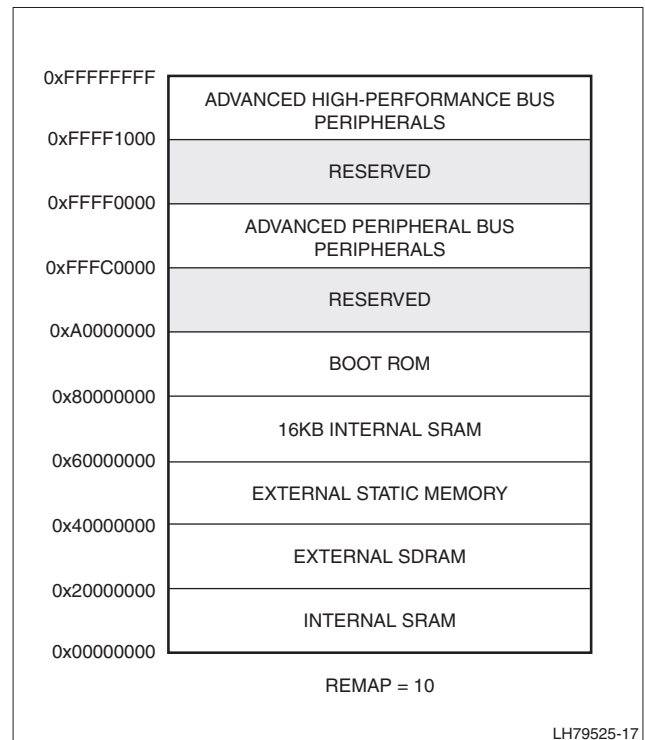 0xFFFFFFFF
ADVANCED HIGH-PERFORMANCE BUS
PERIPHERALS
0xFFFF1000
RESERVED
0xFFFF0000
ADVANCED PERIPHERAL BUS
PERIPHERALS
0xFFFC0000
RESERVED
0xA0000000
BOOT ROM
0x80000000
16KB INTERNAL SRAM
0x60000000
EXTERNAL STATIC MEMORY
0x40000000
EXTERNAL SDRAM
0x20000000
INTERNAL SRAM
0x00000000
REMAP = 10
LH79525-17